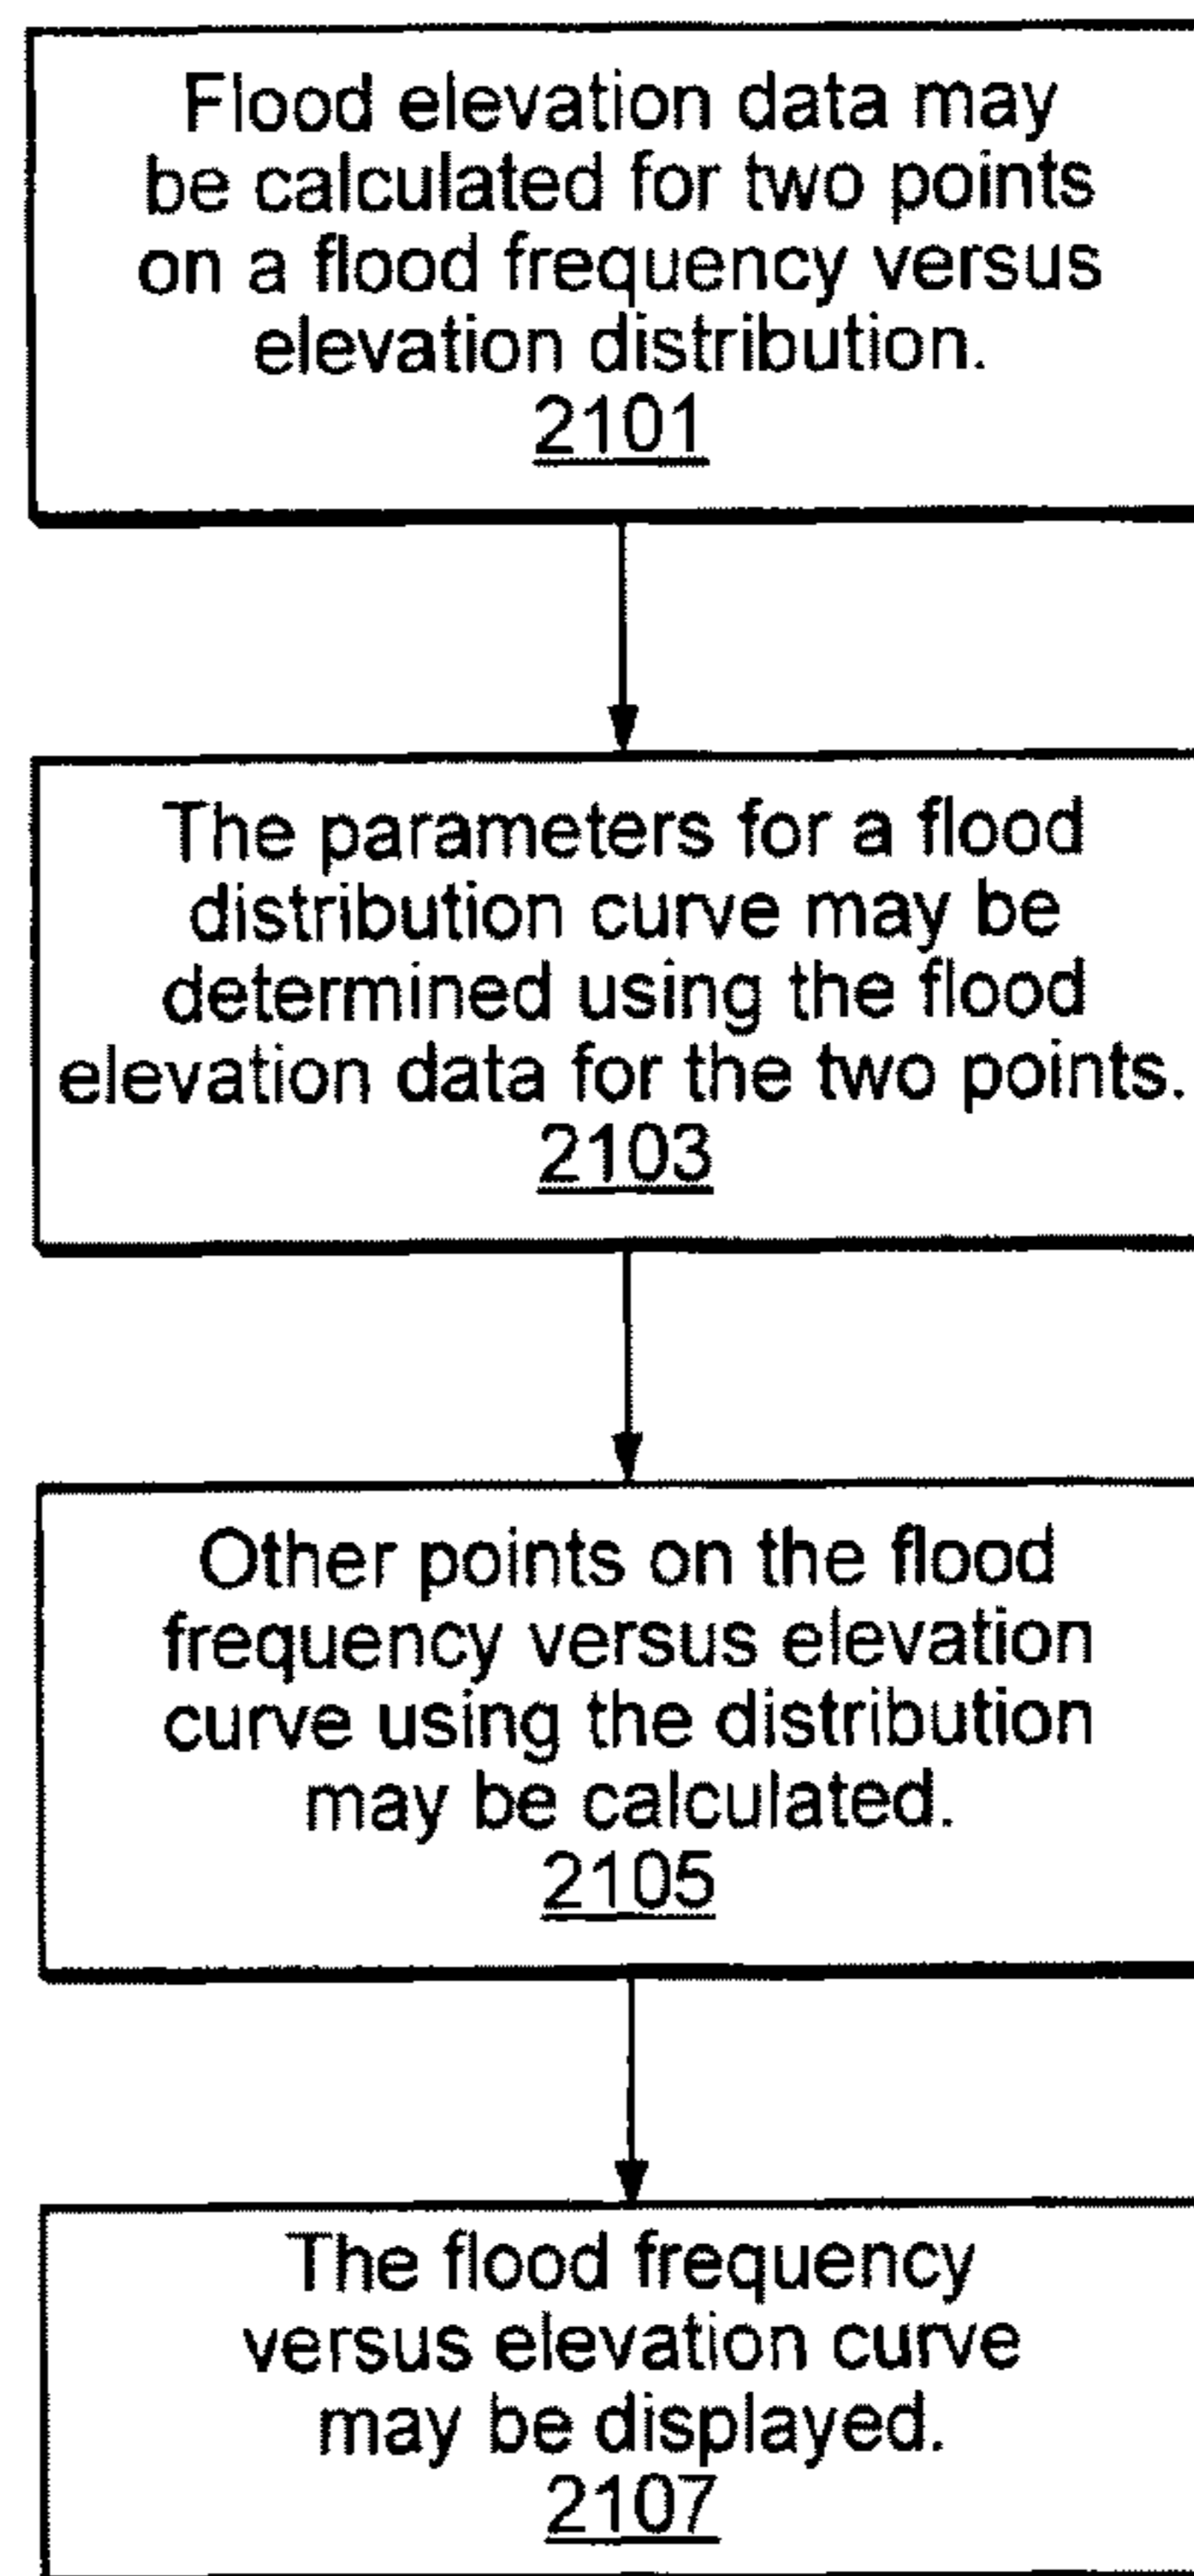 Flood elevation data may
be calculated for two points
on a flood frequency versus
elevation distribution.
2101
The parameters for a flood
distribution curve may be
determined using the flood
elevation data for the two points.
2103
Other points on the flood
frequency versus elevation
curve using the distribution
may be calculated.
2105
The flood frequency
versus elevation curve
may be displayed.
2107